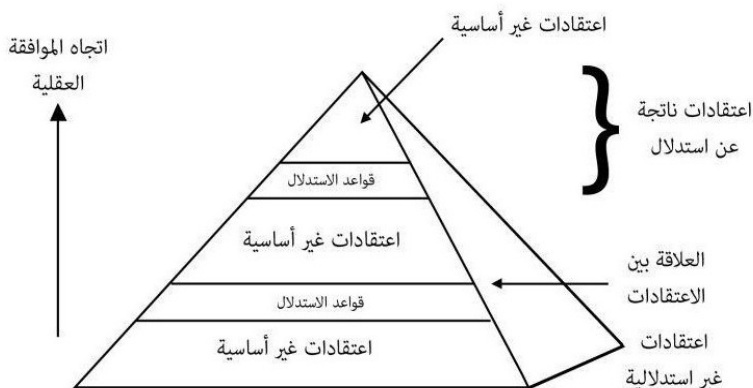 اعتقادات غير أساسية
اتجاه الموافقة
العقلية
اعتقادات ناتجة
عن استدلال
قواعد الاستدلال
اعتقادات غير أساسية
العلاقة بين
الاعتقادات
قواعد الاستدلال
اعتقادات غير أساسية
اعتقادات
غير استدلالية